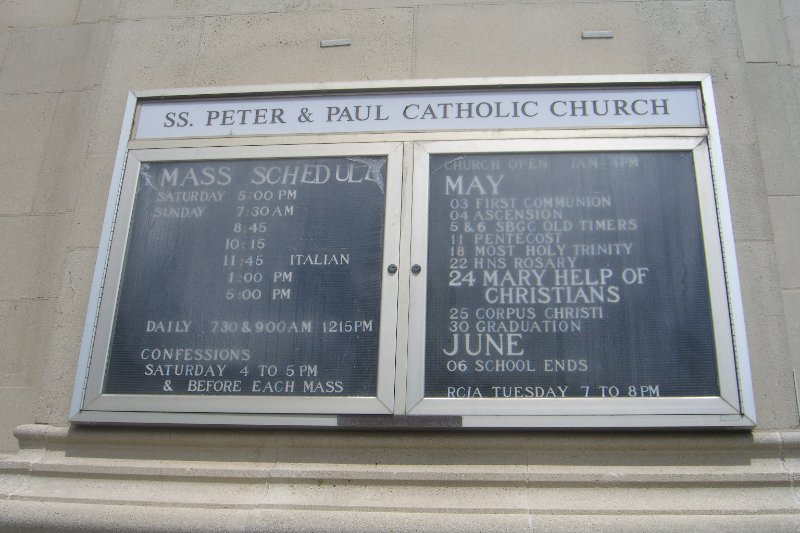 SS. PETER & PAUL CATHOLIC CHURCH
MASS SCHEDUL
SATURDAY 5:00 PM
SUNDAY 7:30 AM
8:45
10:15
11:45 ITALIAN
1:00 PM
5:00 PM
DAILY 730 & 900 AM 1215 PM
CONFESSIONS
SATURDAY 4 TO 5 PM
& BEFORE EACH MASS
CHURCH OPEN 1AM 4PM
MAY
03 FIRST COMMUNION
04 ASCENSION
5 & 6 SBGC OLD TIMERS
11 PENTECOST
18 MOST HOLY TRINITY
22 HNS ROSARY
24 MARY HELP OF
CHRISTIANS
25 CORPUS CHRISTI
30 GRADUATION
JUNE
06 SCHOOL ENDS
RCIA TUESDAY 7 TO 8 PM